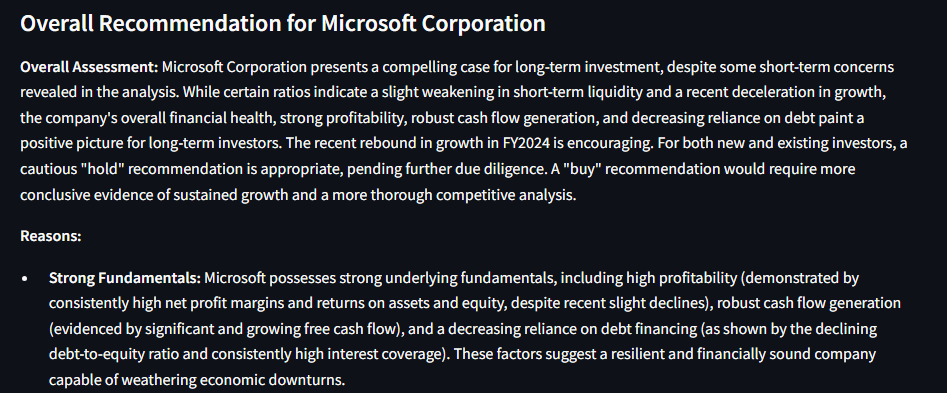 Overall Recommendation for Microsoft Corporation
Overall Assessment: Microsoft Corporation presents a compelling case for long-term investment, despite some short-term concerns
revealed in the analysis. While certain ratios indicate a slight weakening in short-term liquidity and a recent deceleration in growth,
the company's overall financial health, strong profitability, robust cash flow generation, and decreasing reliance on debt paint a
positive picture for long-term investors. The recent rebound in growth in FY2024 is encouraging. For both new and existing investors, a
cautious "hold" recommendation is appropriate, pending further due diligence. A "buy" recommendation would require more
conclusive evidence of sustained growth and a more thorough competitive analysis.
Reasons:
• Strong Fundamentals: Microsoft possesses strong underlying fundamentals, including high profitability (demonstrated by
consistently high net profit margins and returns on assets and equity, despite recent slight declines), robust cash flow generation
(evidenced by significant and growing free cash flow), and a decreasing reliance on debt financing (as shown by the declining
debt-to-equity ratio and consistently high interest coverage). These factors suggest a resilient and financially sound company
capable of weathering economic downturns.